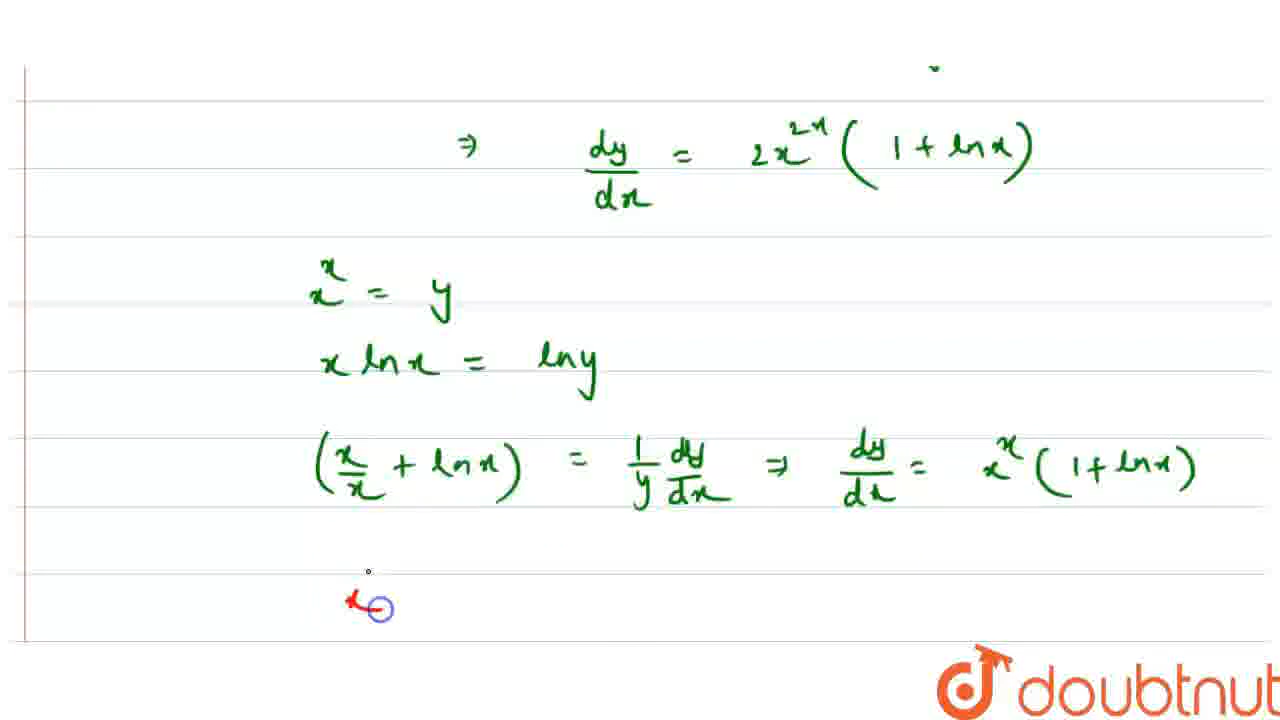 ⇒ dy/dx = 2x^2x (1 + ln x)
x^x = y
x ln x = ln y
(x/x + ln x) = 1/y dy/dx ⇒ dy/dx = x^x (1 + ln x)
x
doubtnut